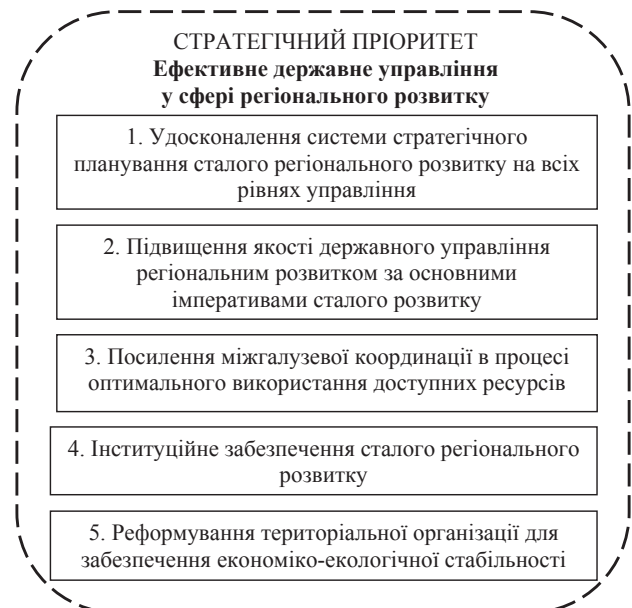 СТРАТЕГІЧНИЙ ПРІОРИТЕТ
Ефективне державне управління
у сфері регіонального розвитку
1. Удосконалення системи стратегічного
планування сталого регіонального розвитку на всіх
рівнях управління
2. Підвищення якості державного управління
регіональним розвитком за основними
імперативами сталого розвитку
3. Посилення міжгалузевої координації в процесі
оптимального використання доступних ресурсів
4. Інституційне забезпечення сталого регіонального
розвитку
5. Реформування територіальної організації для
забезпечення економіко-екологічної стабільності